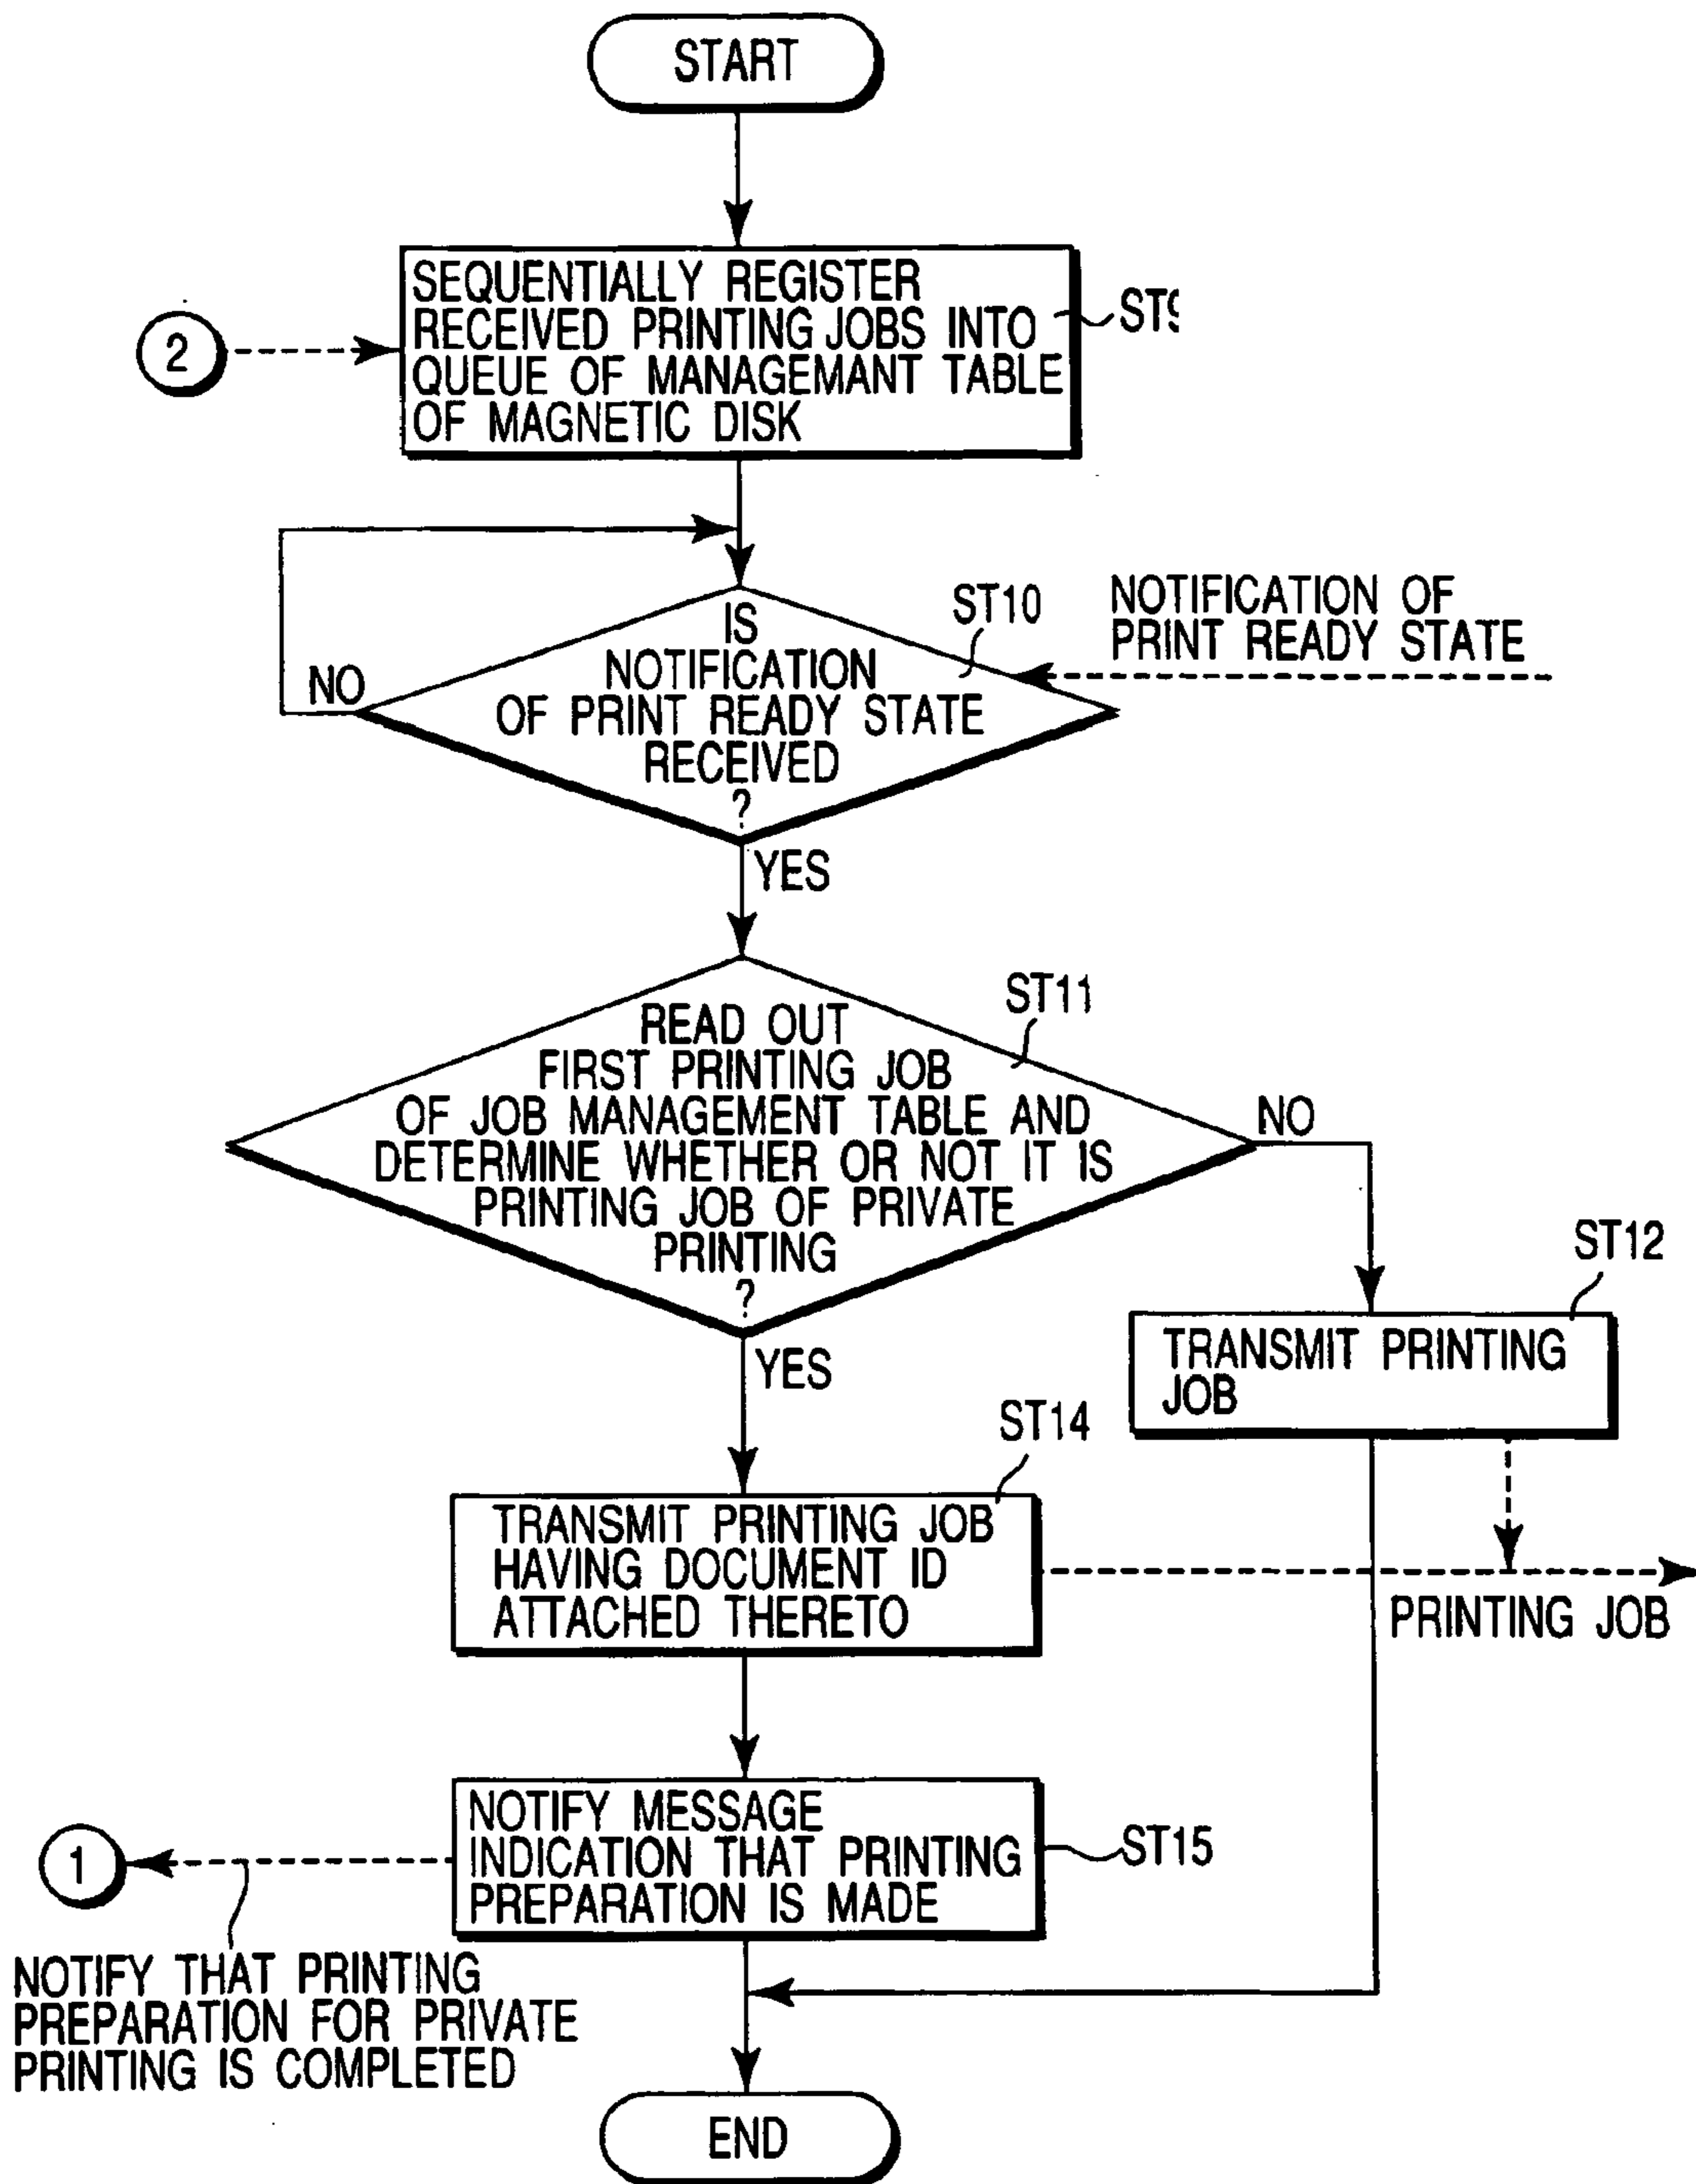 START
SEQUENTIALLY REGISTER
RECEIVED PRINTING JOBS INTO
QUEUE OF MANAGEMANT TABLE
OF MAGNETIC DISK
2
IS
NOTIFICATION
OF PRINT READY STATE
RECEIVED
?
ST10
NOTIFICATION OF
PRINT READY STATE
NO
YES
READ OUT
FIRST PRINTING JOB
OF JOB MANAGEMENT TABLE AND
DETERMINE WHETHER OR NOT IT IS
PRINTING JOB OF PRIVATE
PRINTING
?
ST11
NO
YES
ST12
TRANSMIT PRINTING
JOB
ST14
TRANSMIT PRINTING JOB
HAVING DOCUMENT ID
ATTACHED THERETO
PRINTING JOB
NOTIFY MESSAGE
INDICATION THAT PRINTING
PREPARATION IS MADE
ST15
1
NOTIFY THAT PRINTING
PREPARATION FOR PRIVATE
PRINTING IS COMPLETED
END